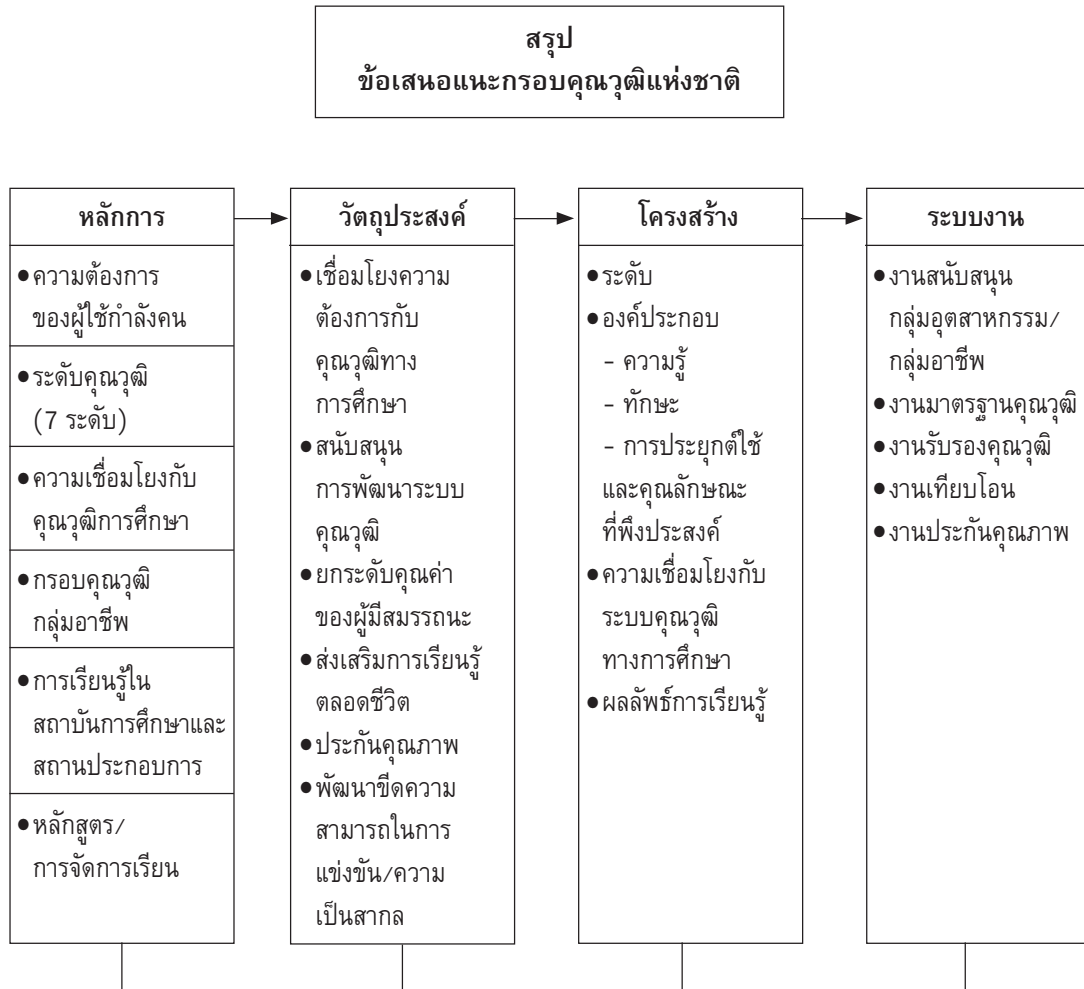 สรุป
ข้อเสนอแนะกรอบคุณวุฒิแห่งชาติ
หลักการ
●ความต้องการ
ของผู้ใช้กำลังคน
●ระดับคุณวุฒิ
(7 ระดับ)
●ความเชื่อมโยงกับ
คุณวุฒิการศึกษา
●กรอบคุณวุฒิ
กลุ่มอาชีพ
●การเรียนรู้ใน
สถาบันการศึกษาและ
สถานประกอบการ
●หลักสูตร/
การจัดการเรียน
วัตถุประสงค์
●เชื่อมโยงความ
ต้องการกับ
คุณวุฒิทาง
การศึกษา
●สนับสนุน
การพัฒนาระบบ
คุณวุฒิ
●ยกระดับคุณค่า
ของผู้มีสมรรถนะ
●ส่งเสริมการเรียนรู้
ตลอดชีวิต
●ประกันคุณภาพ
●พัฒนาขีดความ
สามารถในการ
แข่งขัน/ความ
เป็นสากล
โครงสร้าง
●ระดับ
●องค์ประกอบ
- ความรู้
- ทักษะ
- การประยุกต์ใช้
และคุณลักษณะ
ที่พึงประสงค์
●ความเชื่อมโยงกับ
ระบบคุณวุฒิ
ทางการศึกษา
●ผลลัพธ์การเรียนรู้
ระบบงาน
●งานสนับสนุน
กลุ่มอุตสาหกรรม/
กลุ่มอาชีพ
●งานมาตรฐานคุณวุฒิ
●งานรับรองคุณวุฒิ
●งานเทียบโอน
●งานประกันคุณภาพ